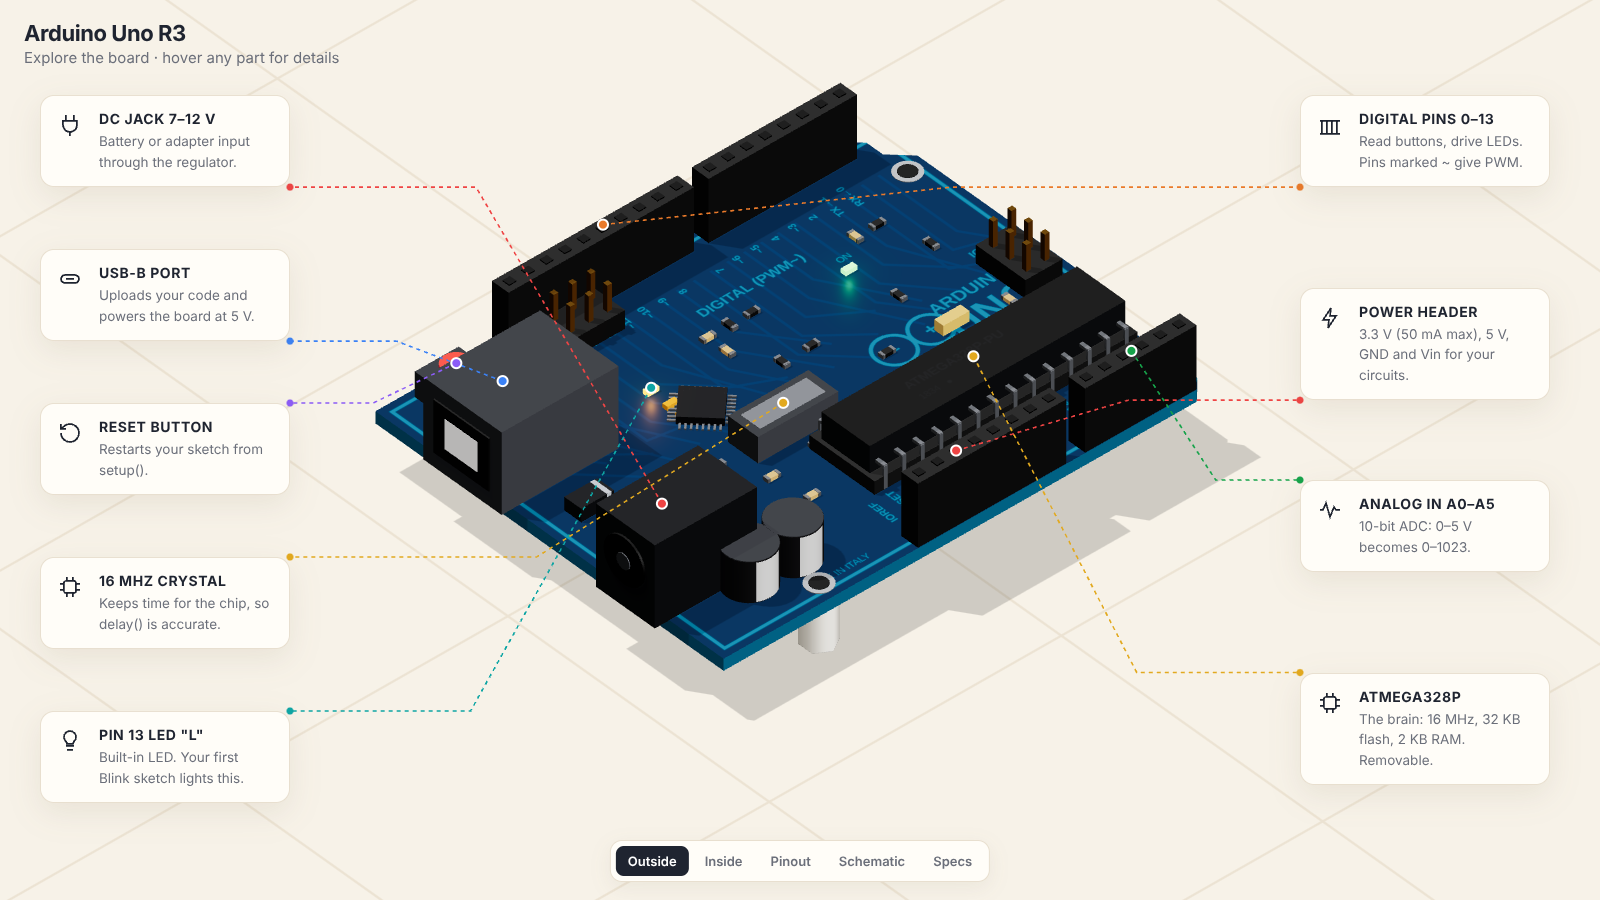 Arduino Uno R3
Explore the board · hover any part for details
DC JACK 7–12 V
Battery or adapter input
through the regulator.
USB-B PORT
Uploads your code and
powers the board at 5 V.
RESET BUTTON
Restarts your sketch from
setup().
16 MHZ CRYSTAL
Keeps time for the chip, so
delay() is accurate.
PIN 13 LED "L"
Built-in LED. Your first
Blink sketch lights this.
DIGITAL (PWM~)
ON
ARDUIN
IOREF
IN ITALY
DIGITAL PINS 0–13
Read buttons, drive LEDs.
Pins marked ~ give PWM.
POWER HEADER
3.3 V (50 mA max), 5 V,
GND and Vin for your
circuits.
ANALOG IN A0–A5
10-bit ADC: 0–5 V
becomes 0–1023.
ATMEGA328P
The brain: 16 MHz, 32 KB
flash, 2 KB RAM.
Removable.
Outside
Inside
Pinout
Schematic
Specs